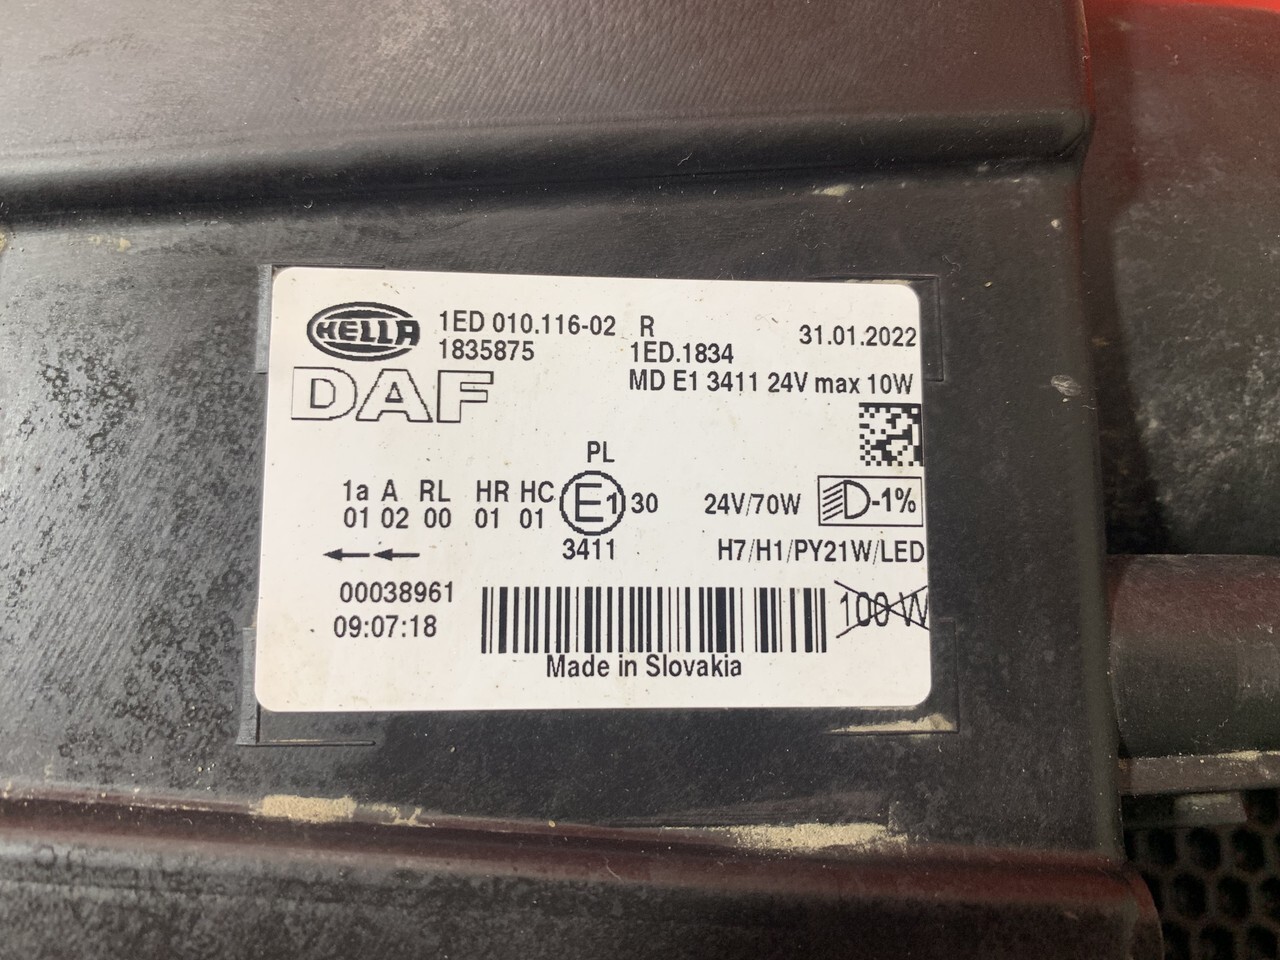 HELLA 1ED 010.116-02 R 31.01.2022
1835875 1ED.1834
DAF MD E1 3411 24V max 10W
PL
1a A RL HR HC E1 30 24V/70W D-1%
01 02 00 01 01
3411 H7/H1/PY21W/LED
00038961 100 W
09:07:18
Made in Slovakia